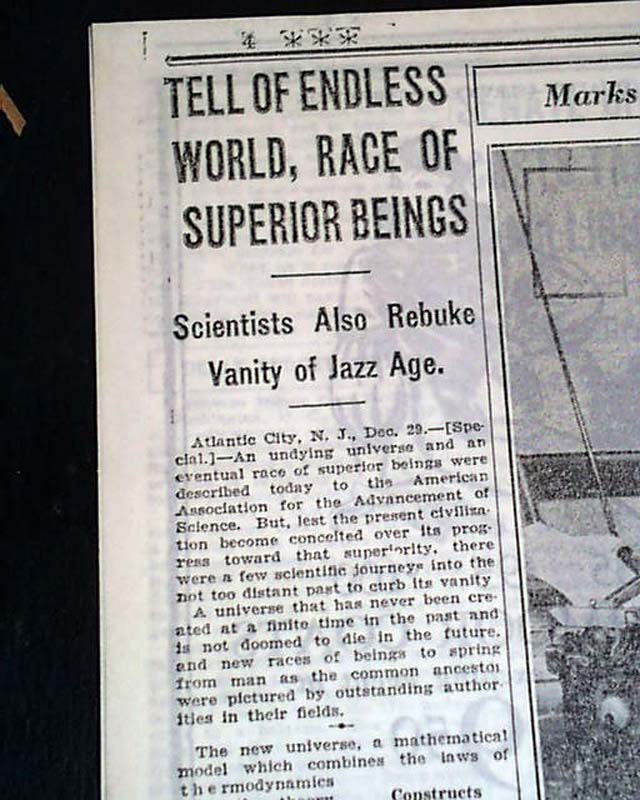 4 ***
TELL OF ENDLESS
WORLD, RACE OF
SUPERIOR BEINGS
Marks
Scientists Also Rebuke
Vanity of Jazz Age.
Atlantic City, N. J., Dec. 29.—[Spe-
cial.]—An undying universe and an
eventual race of superior beings were
described today to the American
Association for the Advancement of
Science. But, lest the present civiliza-
tion become conceited over its prog-
ress toward that superiority, there
were a few scientific journeys into the
not too distant past to curb its vanity
A universe that has never been cre-
ated at a finite time in the past and
is not doomed to die in the future,
and new races of beings to spring
from man as the common ancestor
were pictured by outstanding author-
ities in their fields.
The new universe, a mathematical
model which combines the laws of
thermodynamics
Constructs
theory